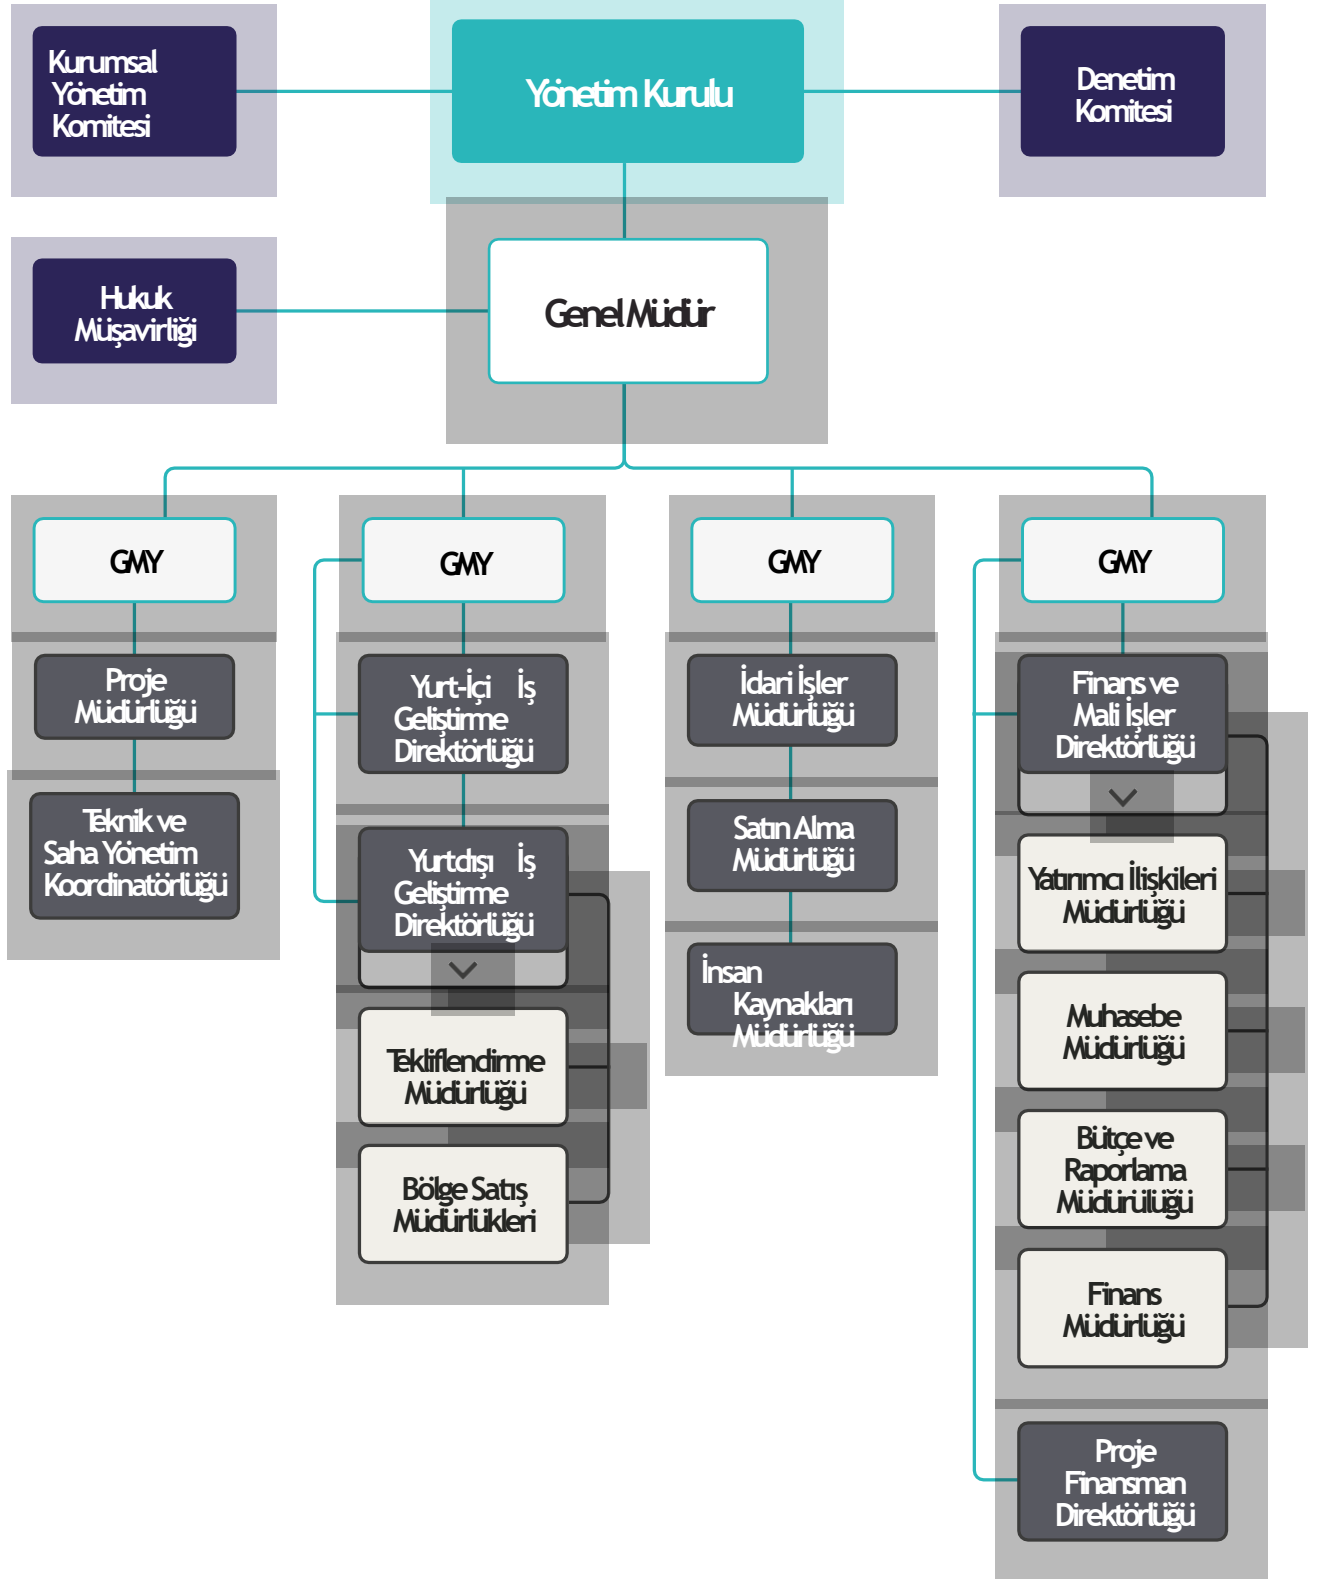 Kurumsal
Yönetim
Komitesi
Yönetim Kurulu
Denetim
Komitesi
Hukuk
Müşavirliği
Genel Müdür
GMY
GMY
GMY
GMY
Proje
Müdürlüğü
Teknik ve
Saha Yönetim
Koordinatörlüğü
Yurt-İçi İş
Geliştirme
Direktörlüğü
Yurtdışı İş
Geliştirme
Direktörlüğü
Tekliflendirme
Müdürlüğü
Bölge Satış
Müdürlükleri
İdari İşler
Müdürlüğü
Satın Alma
Müdürlüğü
İnsan
Kaynakları
Müdürlüğü
Finans ve
Mali İşler
Direktörlüğü
Yatırımcı İlişkileri
Müdürlüğü
Muhasebe
Müdürlüğü
Bütçe ve
Raporlama
Müdürülüğü
Finans
Müdürlüğü
Proje
Finansman
Direktörlüğü